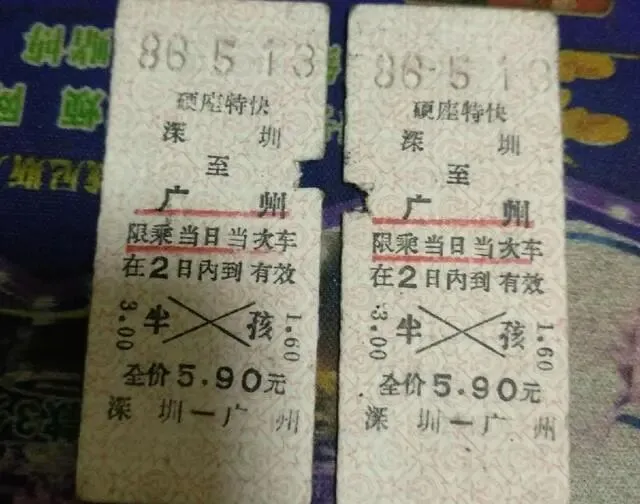 86 5 13
硬座特快
深 圳
至
广 州
限乘当日当次车
在2日内到有效
半 孩
3.00
1.60
全价5.90元
深 圳—广 州
86·5 13
硬座特快
深 圳
至
广 州
限乘当日当次车
在2日内到有效
半 孩
3.00
1.60
全价5.90元
深 圳—广 州